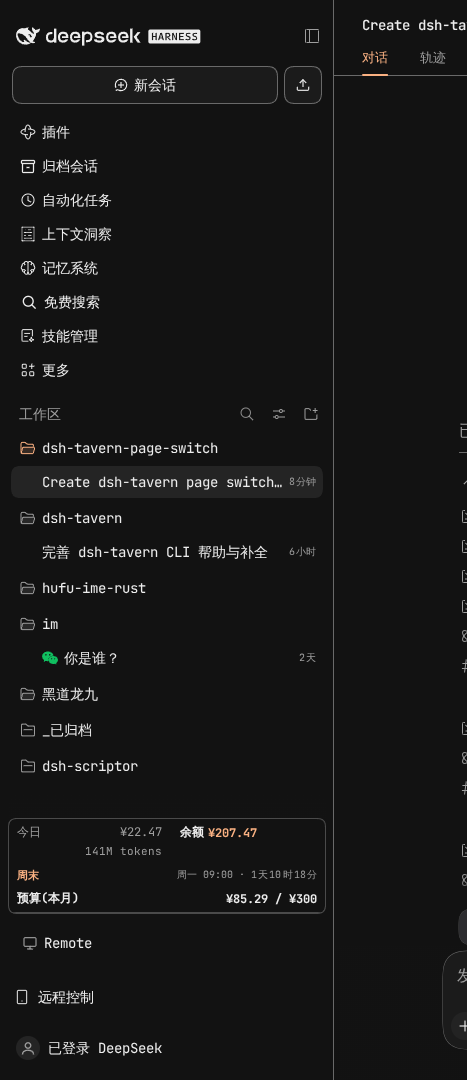 deepseek HARNESS
Create dsh-ta
对话 轨迹
新会话
插件
归档会话
自动化任务
上下文洞察
记忆系统
免费搜索
技能管理
更多
工作区
dsh-tavern-page-switch
Create dsh-tavern page switch… 8分钟
dsh-tavern
完善 dsh-tavern CLI 帮助与补全 6小时
hufu-ime-rust
im
你是谁？ 2天
黑道龙九
_已归档
dsh-scriptor
今日 ¥22.47 余额 ¥207.47
141M tokens
周末 周一 09:00 · 1天10时18分
预算(本月) ¥85.29 / ¥300
Remote
远程控制
已登录 DeepSeek